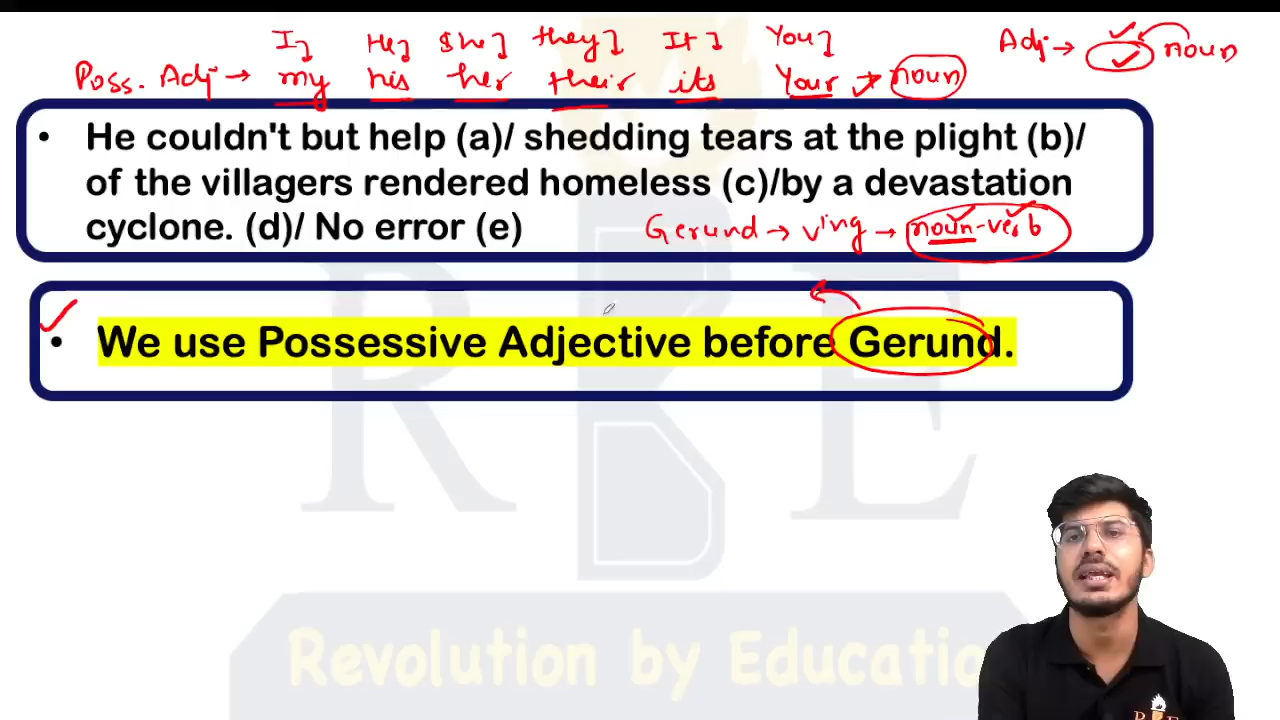 I] He] She] they] It] You] Adj → noun
Poss. Adj → my his her their its Your → noun
• He couldn't but help (a)/ shedding tears at the plight (b)/
of the villagers rendered homeless (c)/by a devastation
cyclone. (d)/ No error (e)
Gerund → v'ing → noun-verb
• We use Possessive Adjective before Gerund.
R B E
Revolution by Educatio